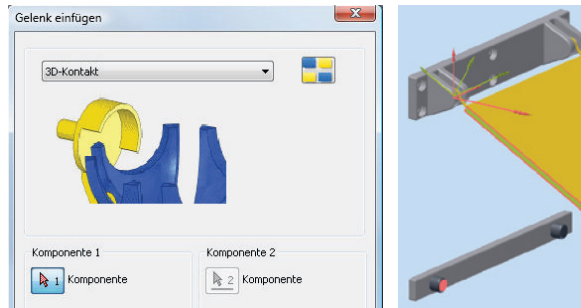 Gelenk einfügen
3D-Kontakt
Komponente 1
Komponente 2
1 Komponente
2 Komponente